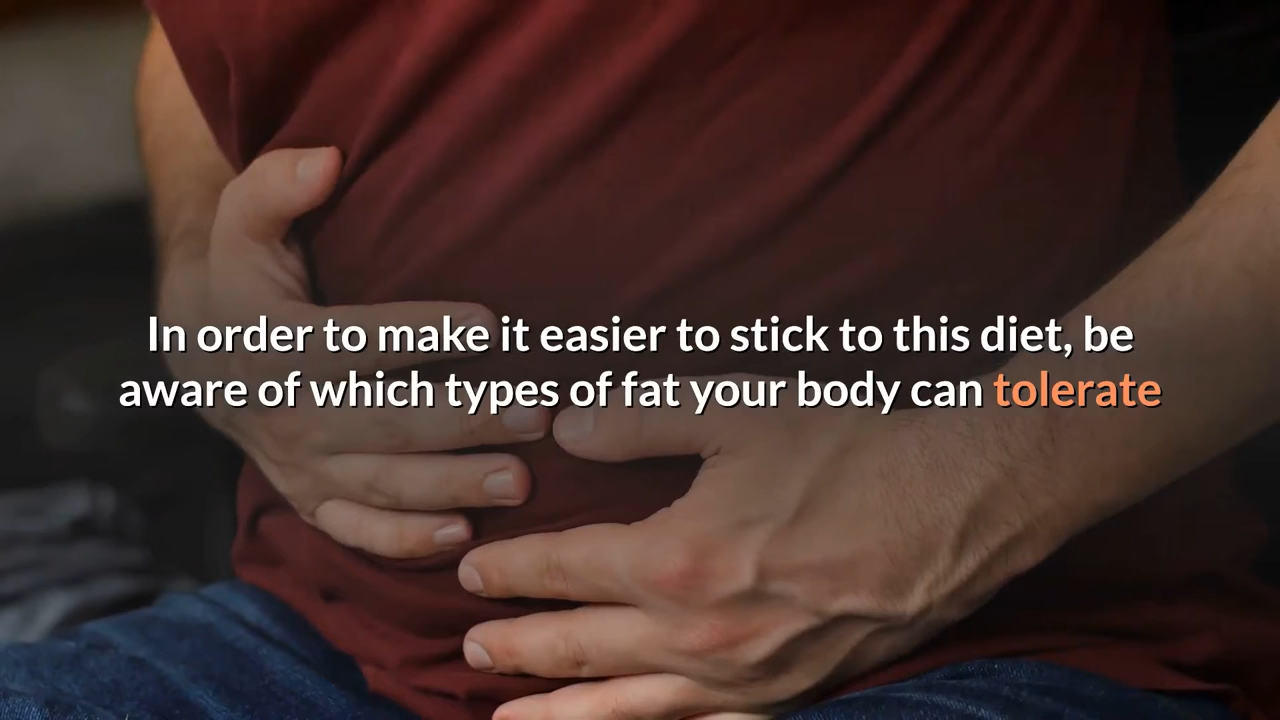 In order to make it easier to stick to this diet, be
aware of which types of fat your body can tolerate